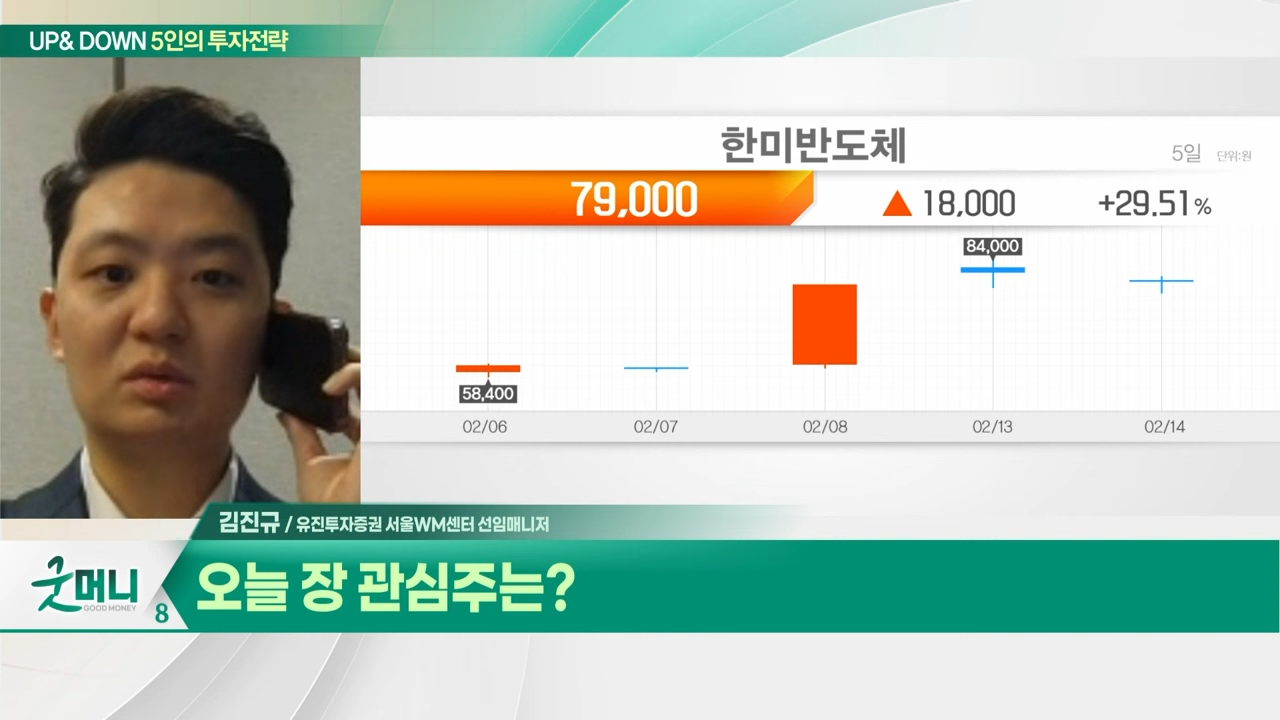 UP& DOWN 5인의 투자전략
한미반도체
5일 단위:원
79,000 ▲ 18,000 +29.51%
84,000
58,400
02/06 02/07 02/08 02/13 02/14
김진규 / 유진투자증권 서울WM센터 선임매니저
굿머니
GOOD MONEY
8
오늘 장 관심주는?